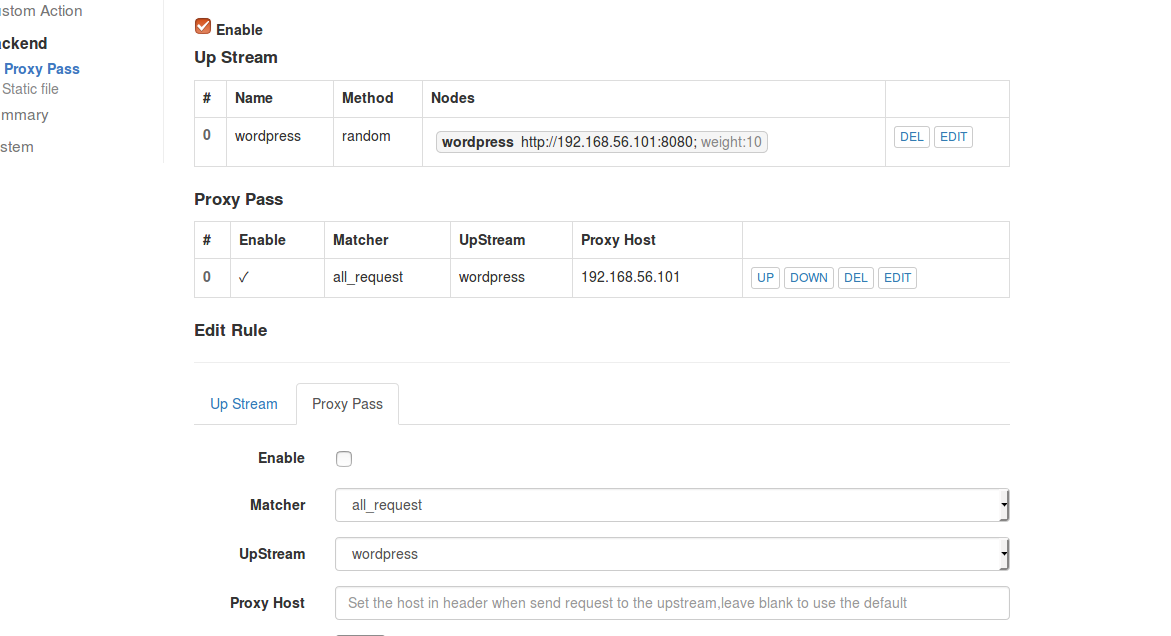 stom Action
Enable
ckend
Up Stream
Proxy Pass
Static file
# Name Method Nodes
mmary
0 wordpress random wordpress http://192.168.56.101:8080; weight:10 DEL EDIT
stem
Proxy Pass
# Enable Matcher UpStream Proxy Host
0 ✓ all_request wordpress 192.168.56.101 UP DOWN DEL EDIT
Edit Rule
Up Stream Proxy Pass
Enable
Matcher all_request
UpStream wordpress
Proxy Host Set the host in header when send request to the upstream,leave blank to use the default